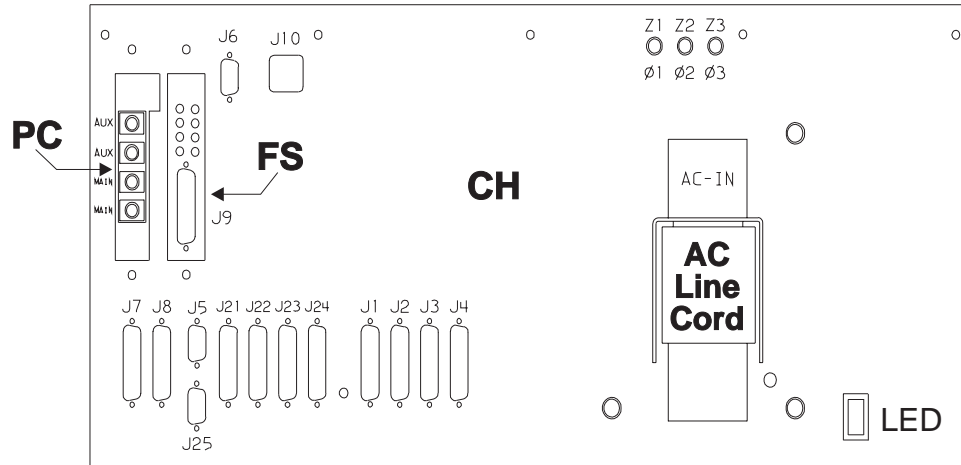 J6 J10 Z1 Z2 Z3
Ø1 Ø2 Ø3
AUX
PC AUX FS
MAIN CH AC-IN
MAIN J9
AC
Line
Cord
J7 J8 J5 J21 J22 J23 J24 J1 J2 J3 J4
LED
J25